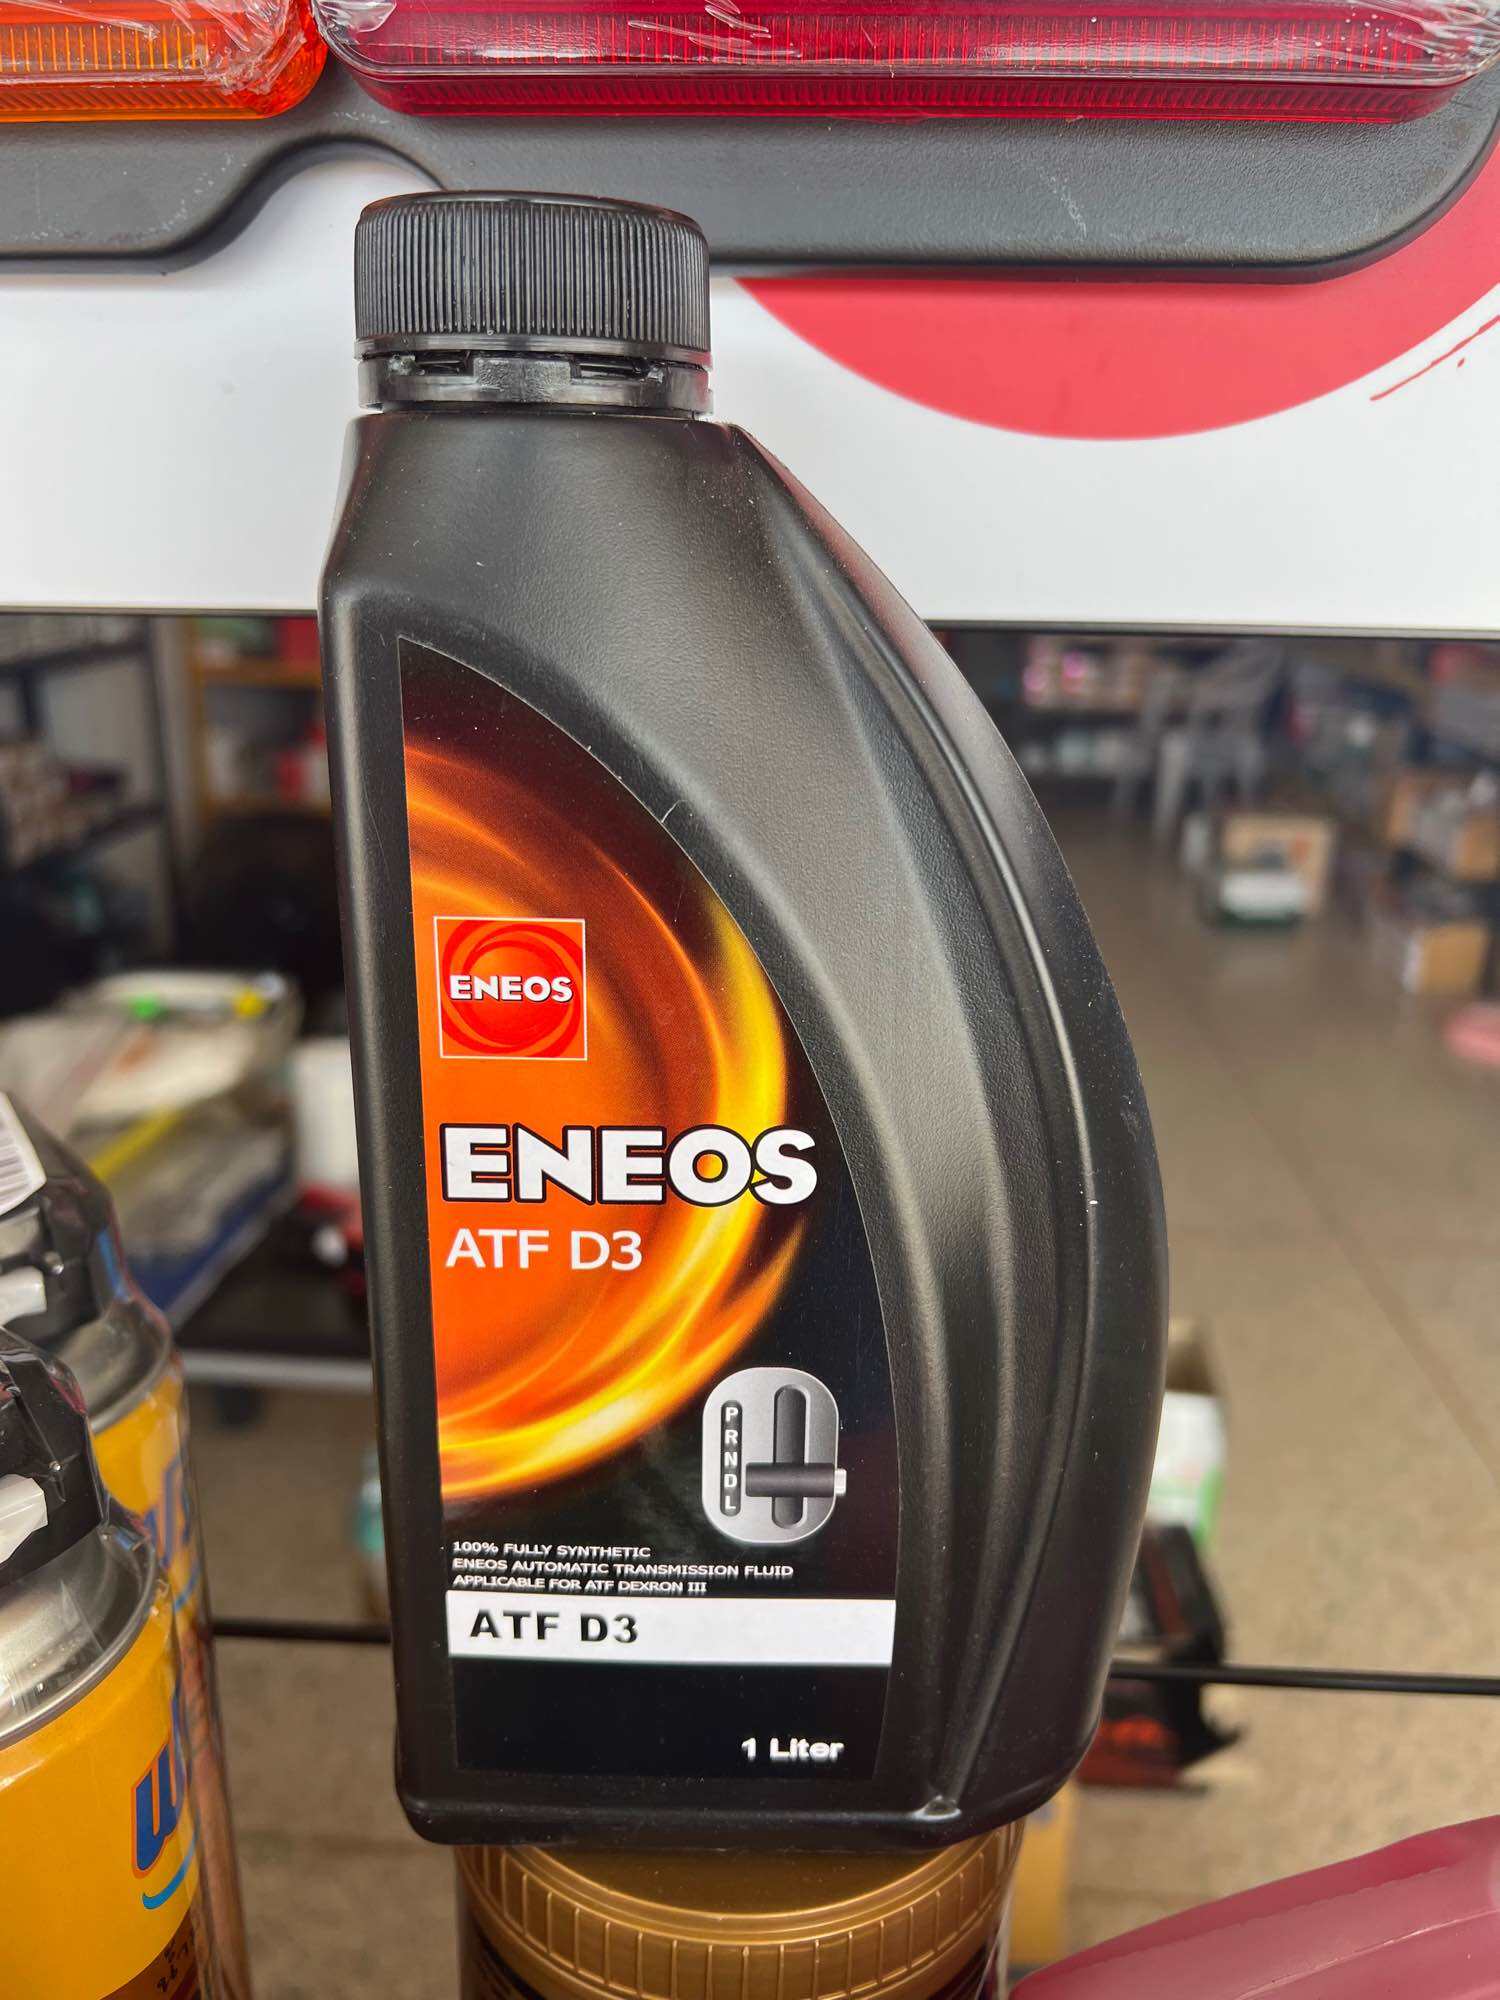 ENEOS
ENEOS
ATF D3
P
R
N
D
L
100% FULLY SYNTHETIC
ENEOS AUTOMATIC TRANSMISSION FLUID
APPLICABLE FOR ATF DEXRON III
ATF D3
1 Liter